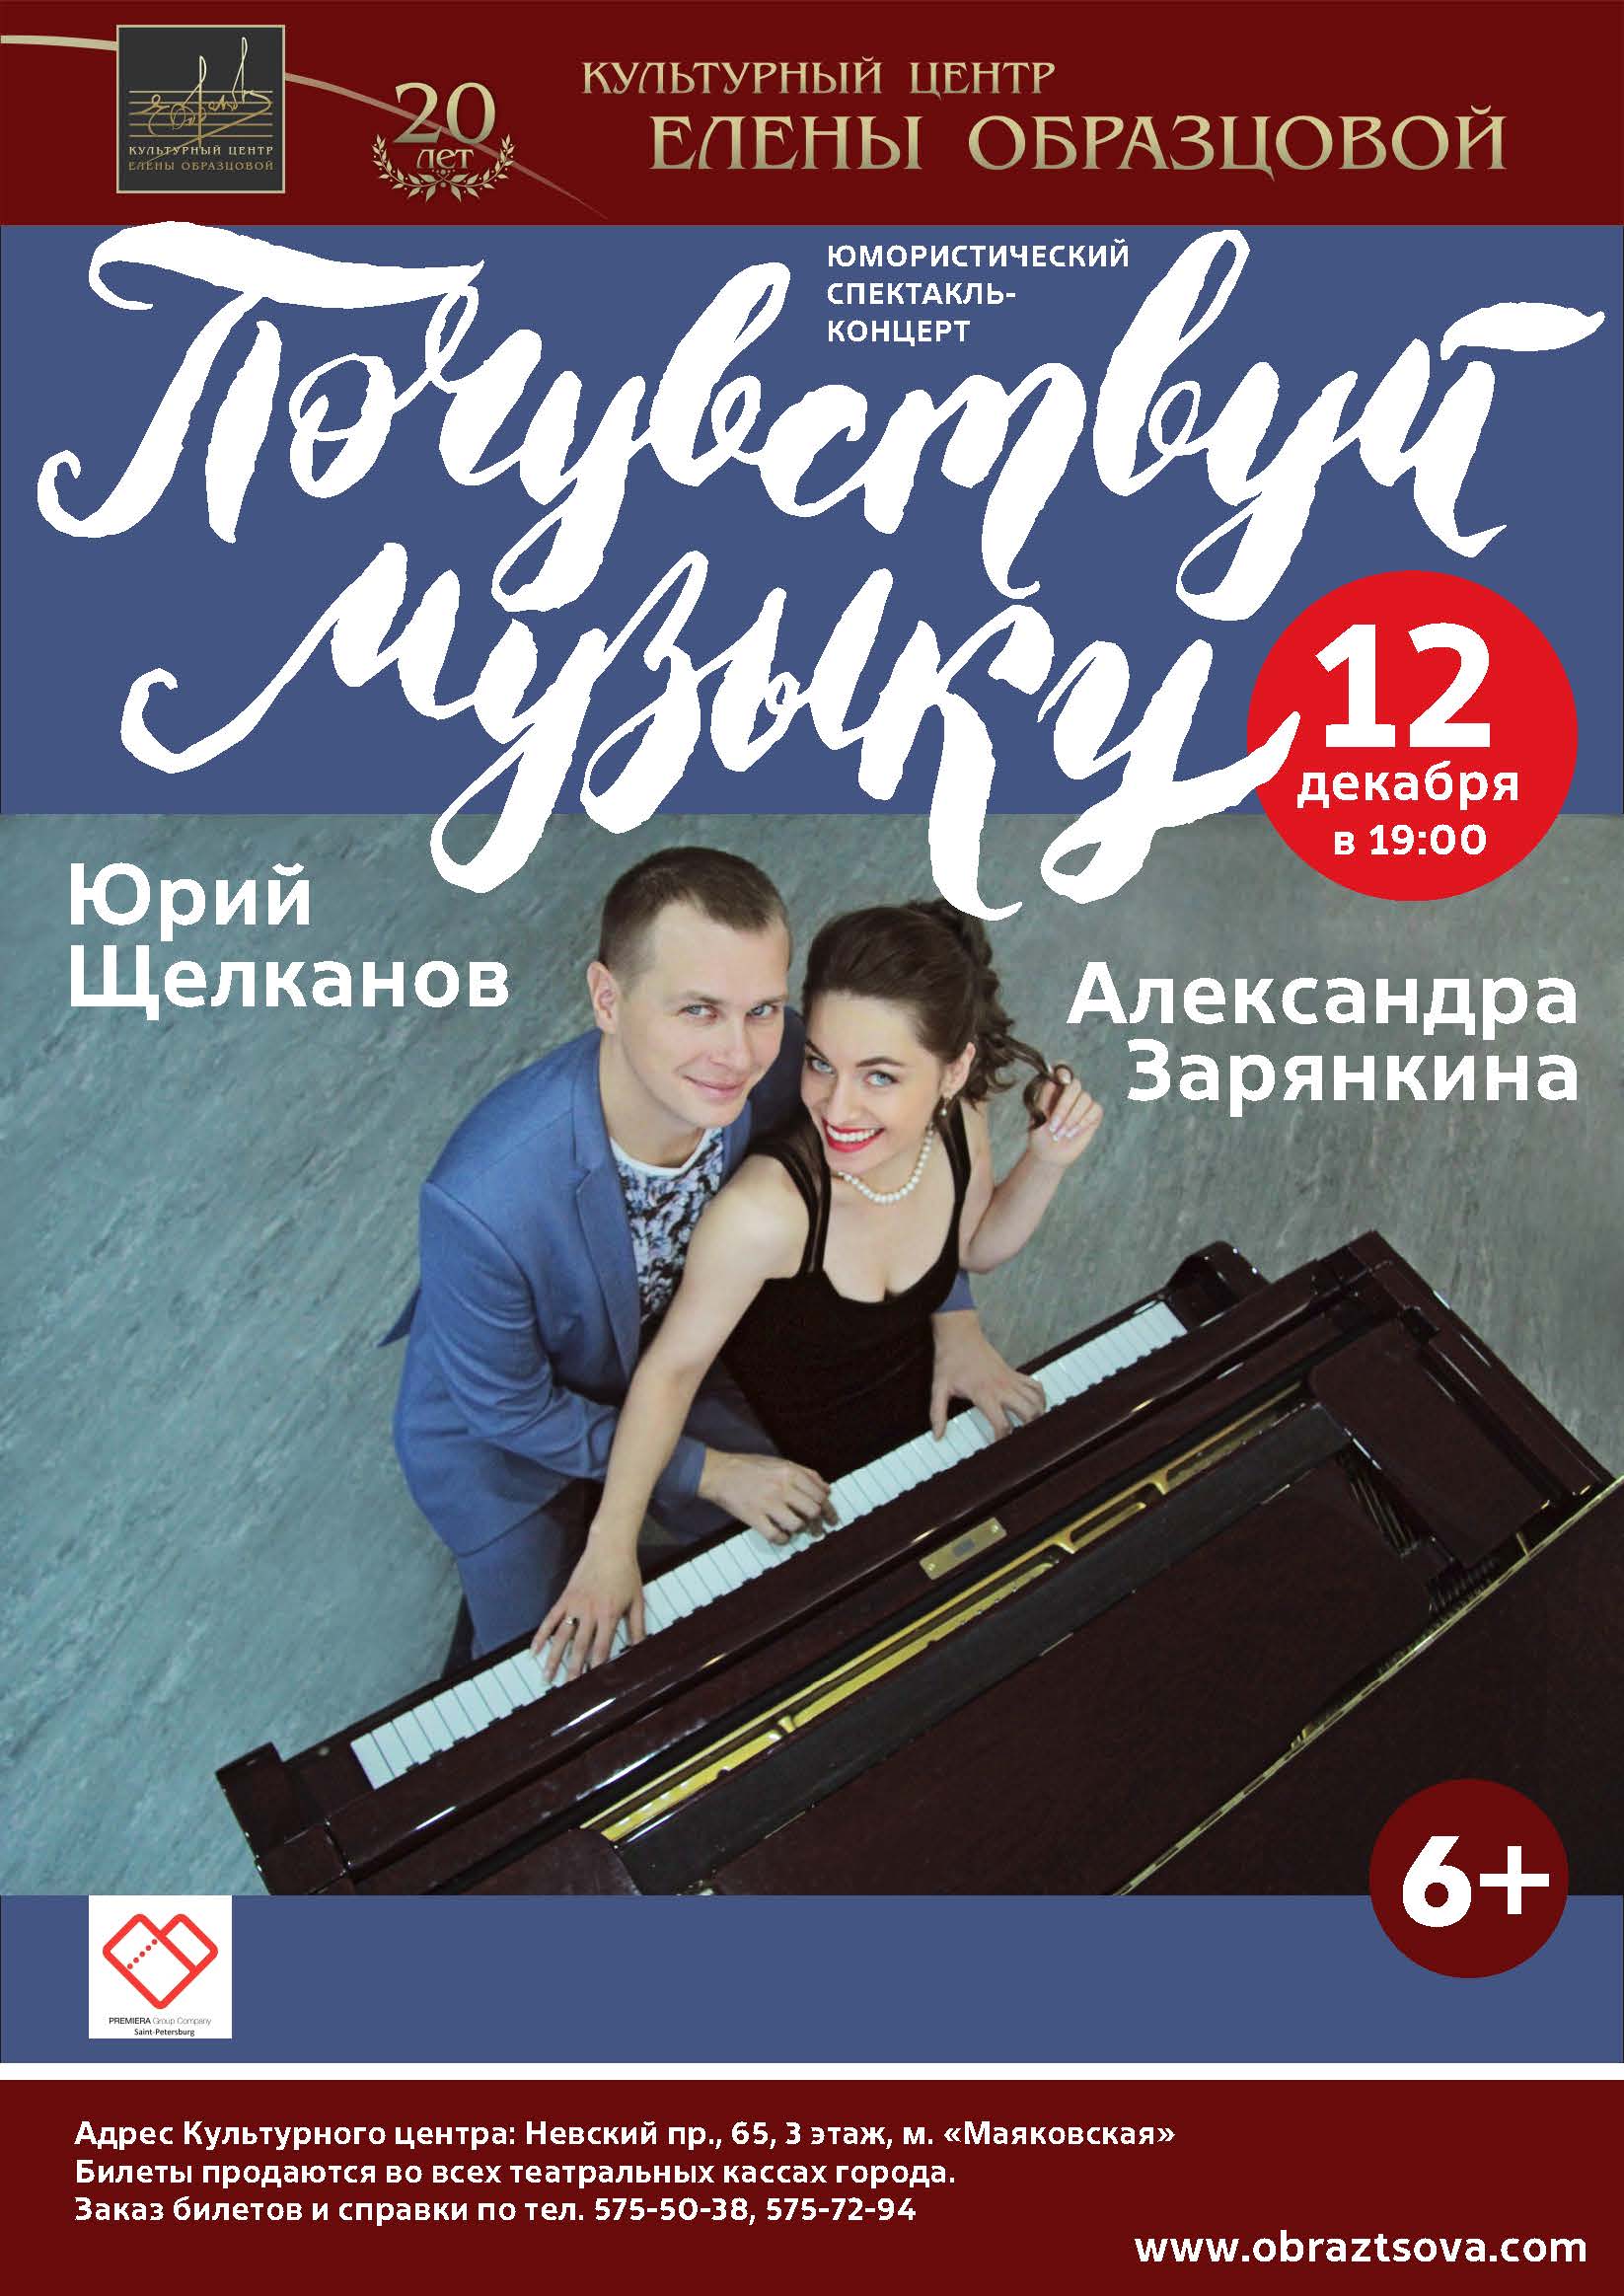 КУЛЬТУРНЫЙ ЦЕНТР
ЕЛЕНЫ ОБРАЗЦОВОЙ
20
лет
КУЛЬТУРНЫЙ ЦЕНТР
ЕЛЕНЫ ОБРАЗЦОВОЙ
ЮМОРИСТИЧЕСКИЙ
СПЕКТАКЛЬ-
КОНЦЕРТ
Почувствуй
музыку
12
декабря
в 19:00
Юрий
Щелканов
Александра
Зарянкина
6+
PREMIERA Group Company
Saint-Petersburg
Адрес Культурного центра: Невский пр., 65, 3 этаж, м. «Маяковская»
Билеты продаются во всех театральных кассах города.
Заказ билетов и справки по тел. 575-50-38, 575-72-94
www.obraztsova.com